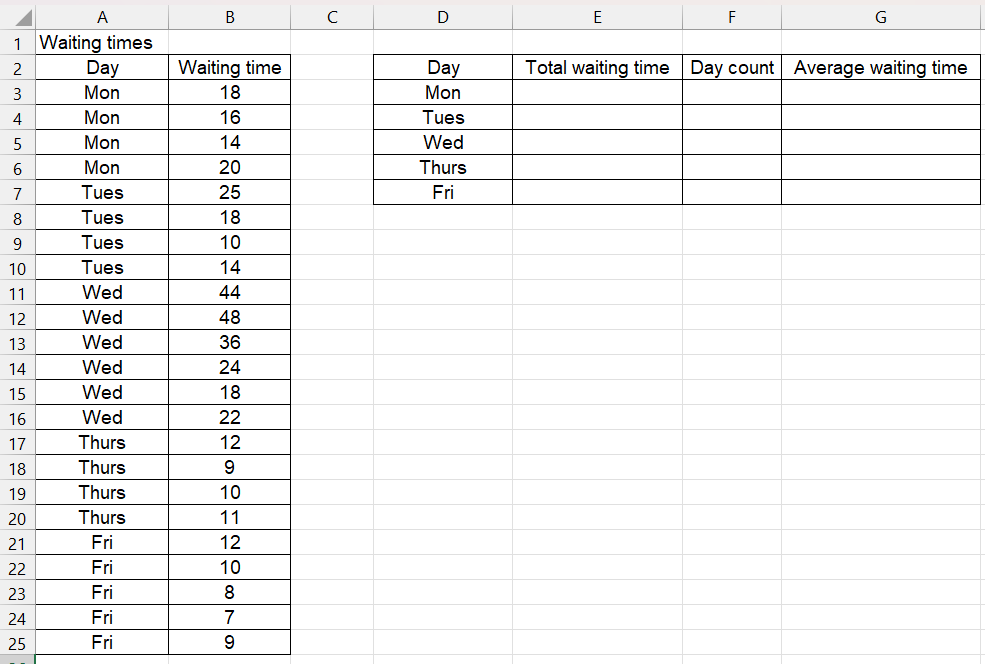 A B C D E F G
1 Waiting times
2 Day Waiting time Day Total waiting time Day count Average waiting time
3 Mon 18 Mon
4 Mon 16 Tues
5 Mon 14 Wed
6 Mon 20 Thurs
7 Tues 25 Fri
8 Tues 18
9 Tues 10
10 Tues 14
11 Wed 44
12 Wed 48
13 Wed 36
14 Wed 24
15 Wed 18
16 Wed 22
17 Thurs 12
18 Thurs 9
19 Thurs 10
20 Thurs 11
21 Fri 12
22 Fri 10
23 Fri 8
24 Fri 7
25 Fri 9